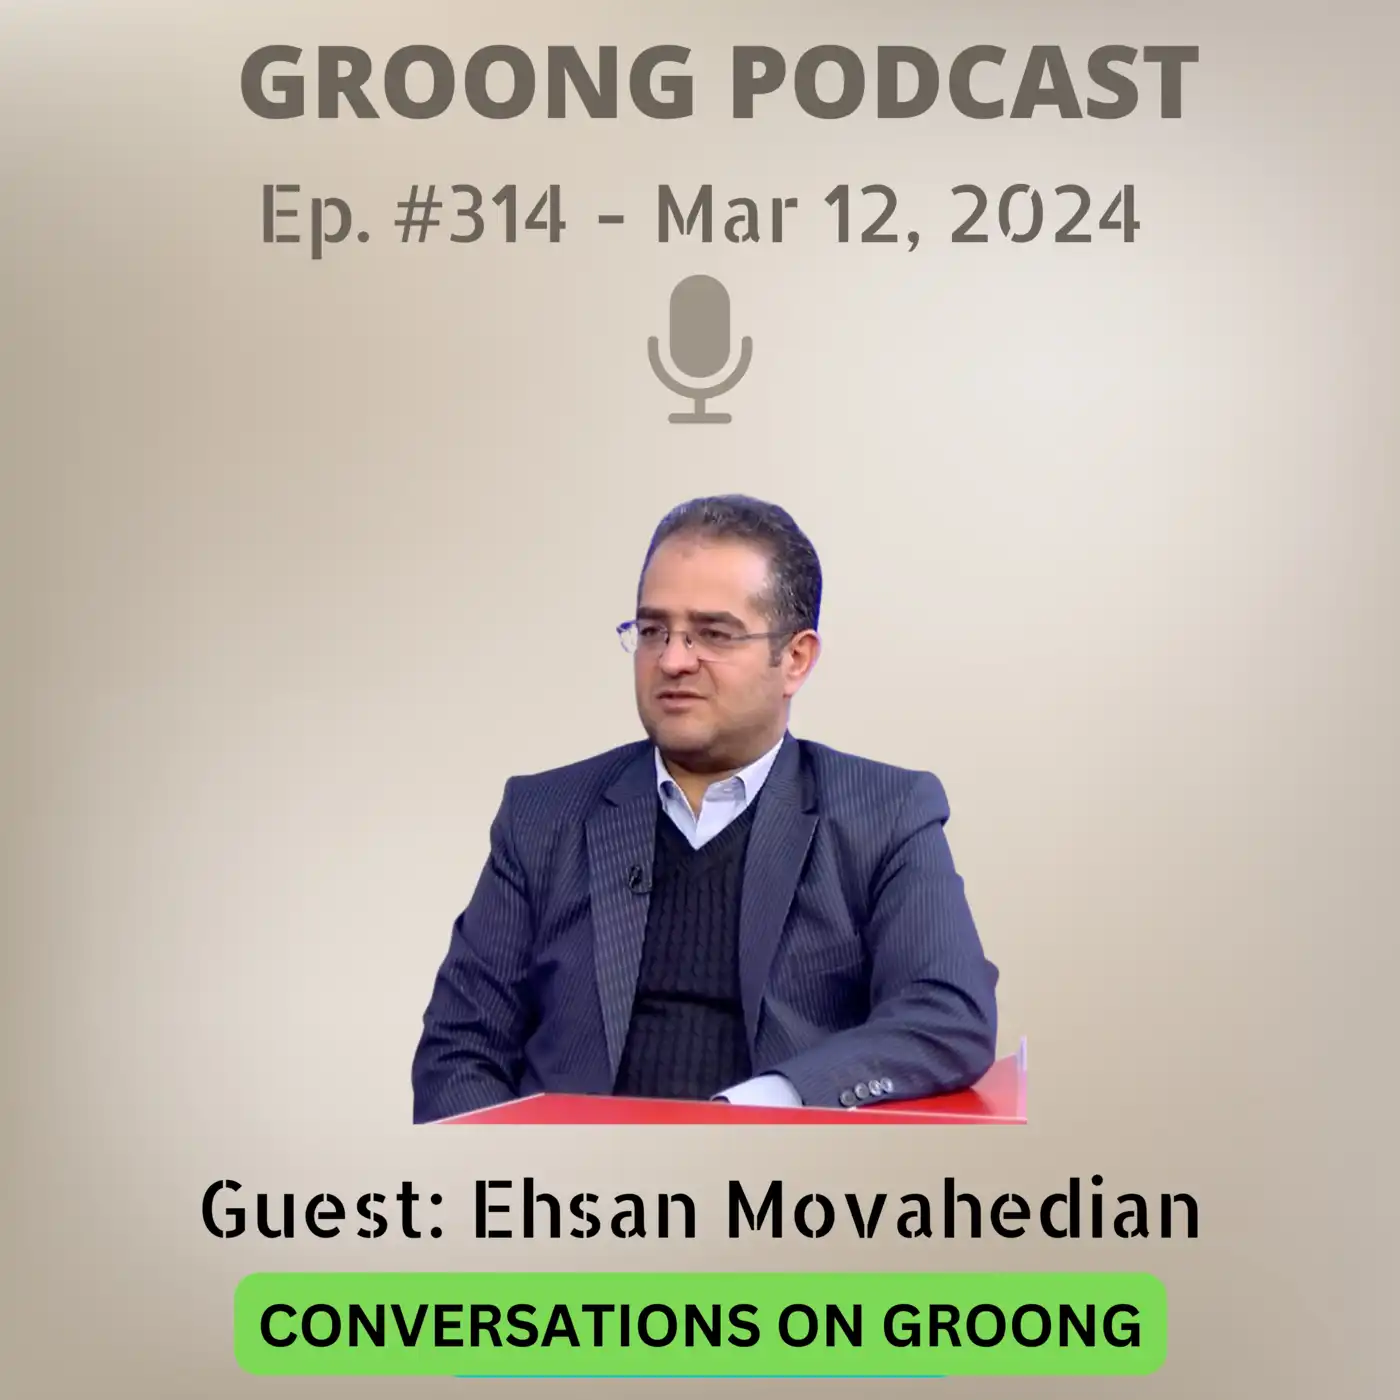 GROONG PODCAST
Ep. #314 - Mar 12, 2024
Guest: Ehsan Movahedian
CONVERSATIONS ON GROONG